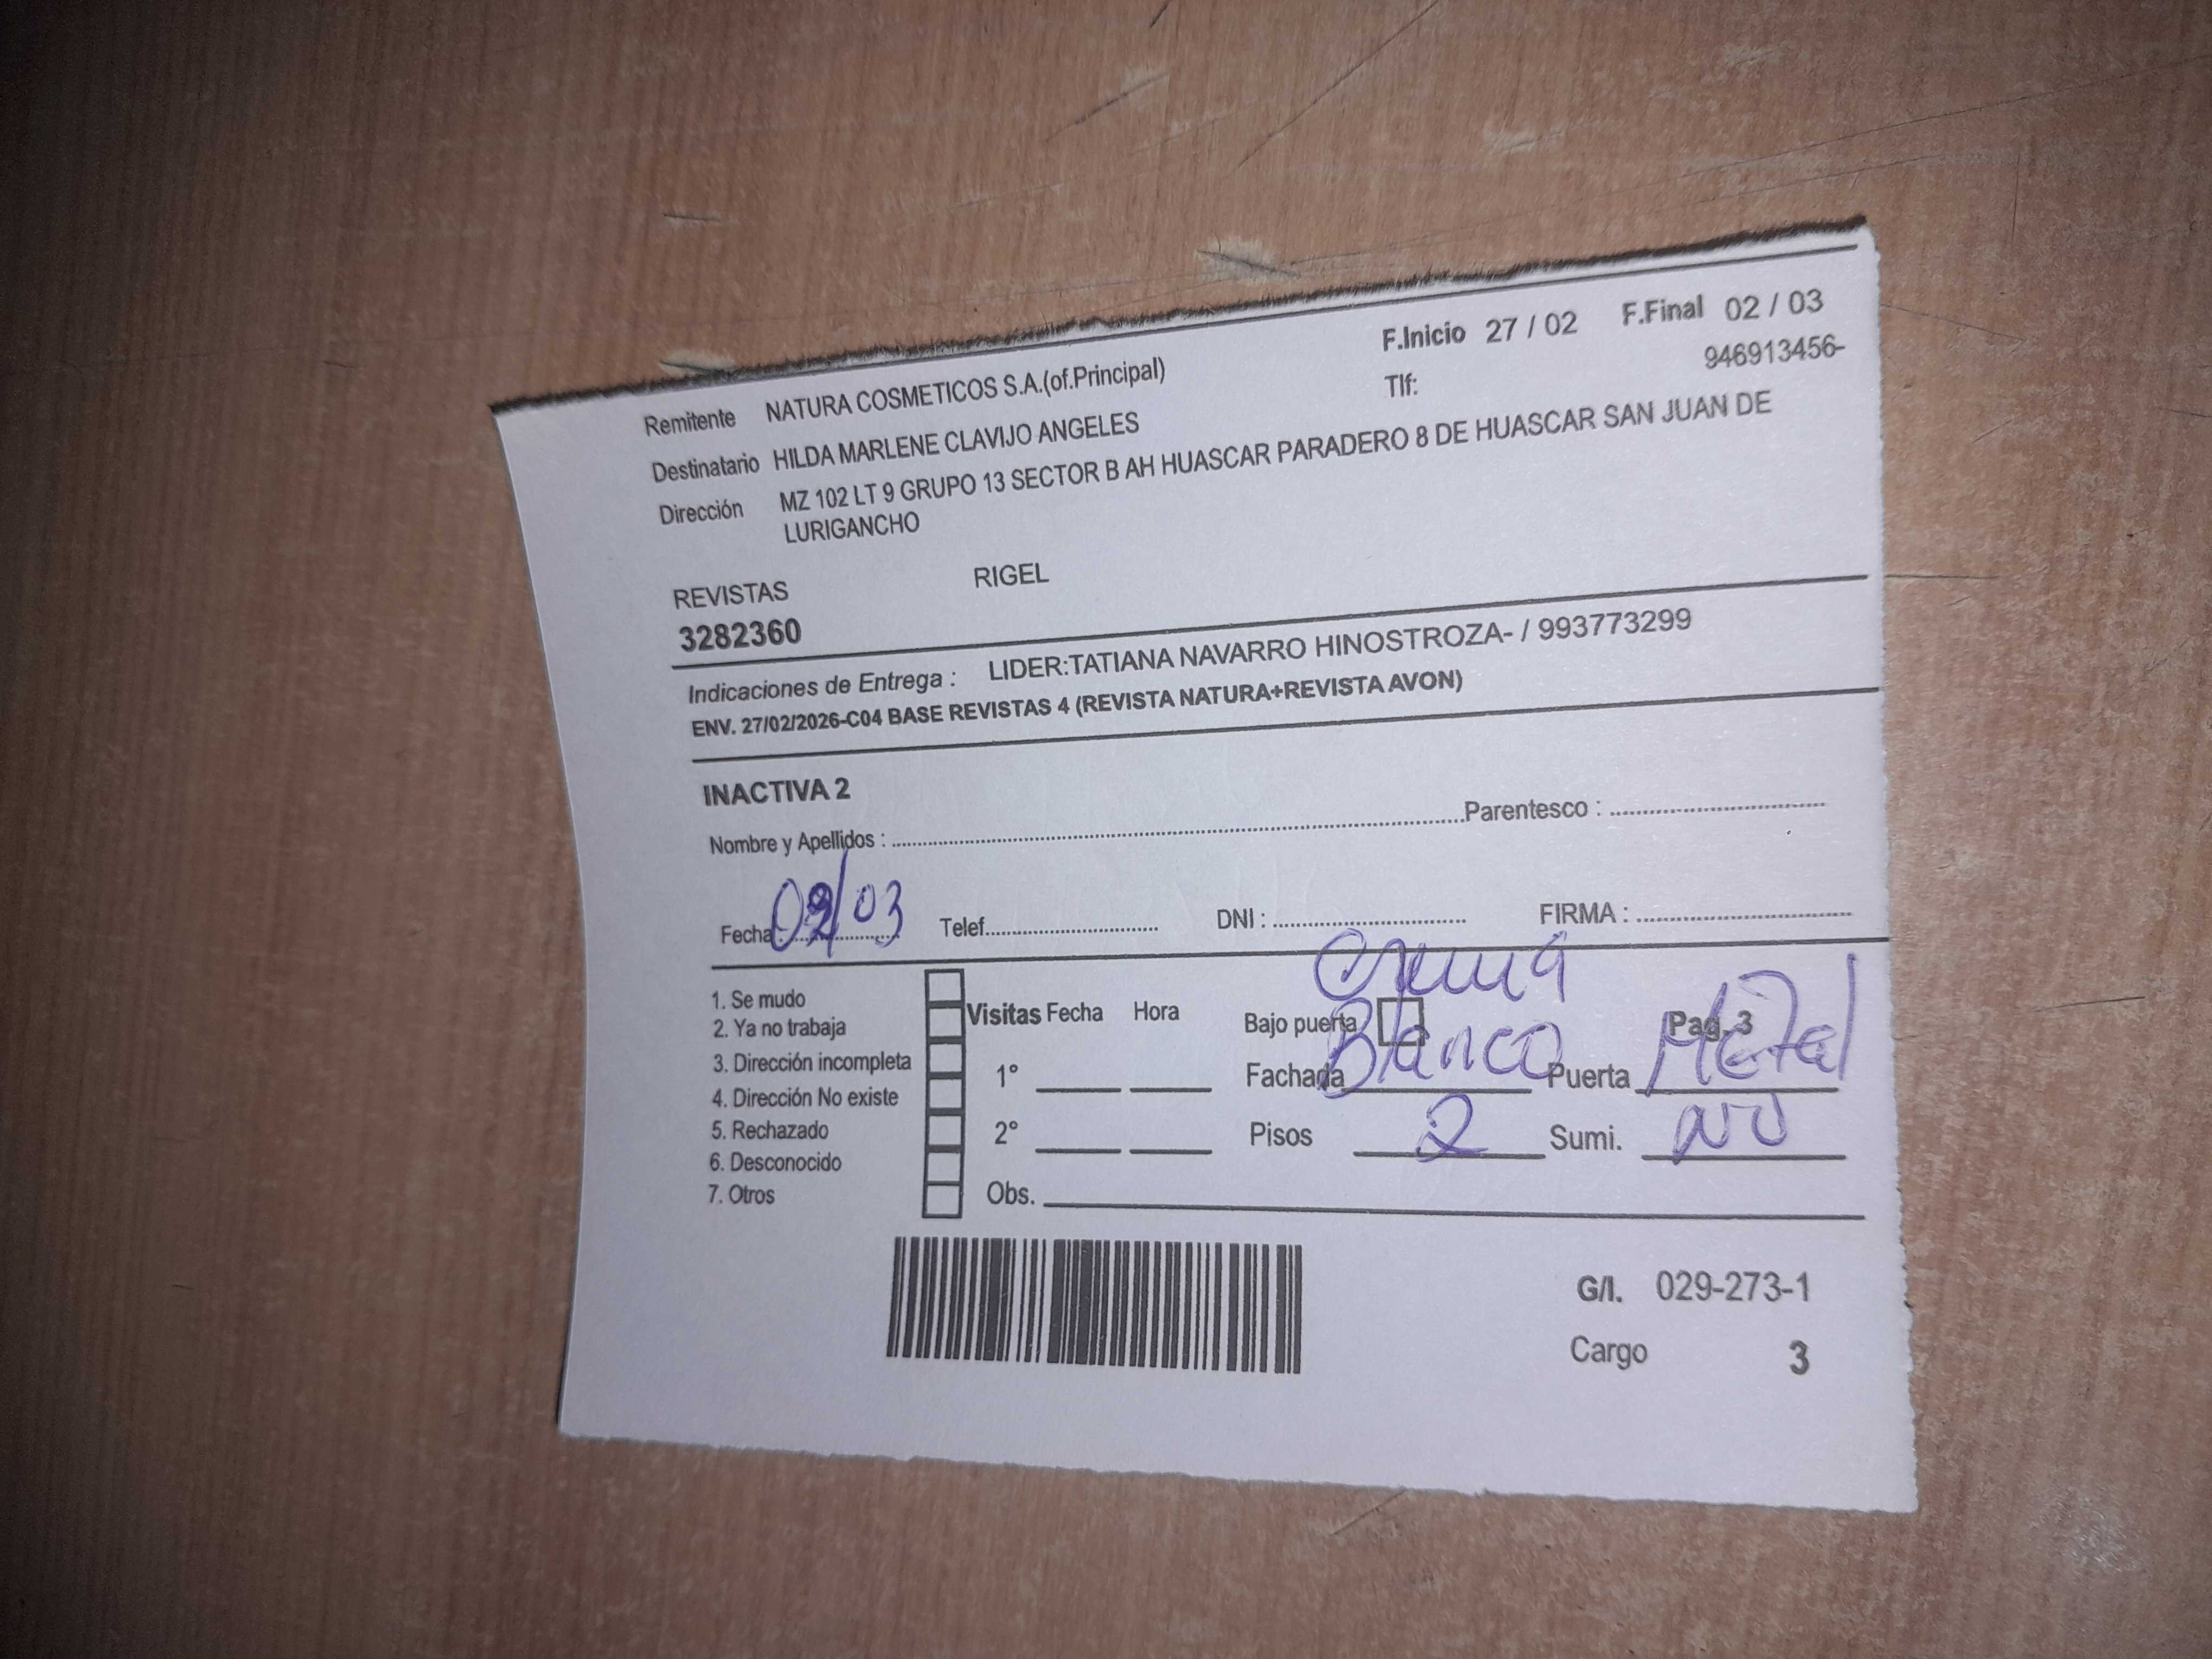 F.Inicio 27 / 02 F.Final 02 / 03
Remitente NATURA COSMETICOS S.A.(of.Principal) Tlf: 946913456-
Destinatario HILDA MARLENE CLAVIJO ANGELES
Dirección MZ 102 LT 9 GRUPO 13 SECTOR B AH HUASCAR PARADERO 8 DE HUASCAR SAN JUAN DE
LURIGANCHO
REVISTAS RIGEL
3282360
Indicaciones de Entrega : LIDER:TATIANA NAVARRO HINOSTROZA- / 993773299
ENV. 27/02/2026-C04 BASE REVISTAS 4 (REVISTA NATURA+REVISTA AVON)
INACTIVA 2
Nombre y Apellidos : Parentesco :
Fecha : 02/03 Telef. DNI : FIRMA :
Crema
1. Se mudo
2. Ya no trabaja
3. Dirección incompleta
4. Dirección No existe
5. Rechazado
6. Desconocido
7. Otros
Visitas Fecha Hora Bajo puerta Pag. 3
1° Fachada Blanco Puerta Metal
2° Pisos 2 Sumi. NO
Obs.
G/I. 029-273-1
Cargo 3